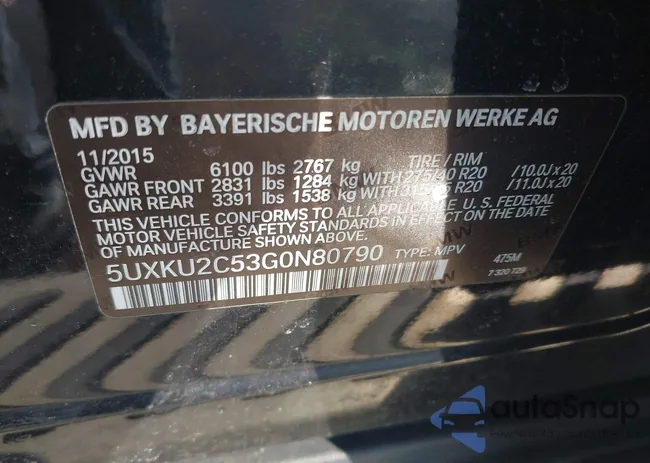 MFD BY BAYERISCHE MOTOREN WERKE AG
11/2015 TIRE / RIM
GVWR 6100 lbs 2767 kg
GAWR FRONT 2831 lbs 1284 kg WITH 275/40 R20 /10.0J x 20
GAWR REAR 3391 lbs 1538 kg WITH R20 /11.0J x 20
THIS VEHICLE CONFORMS TO ALL APPLICABLE U. S. FEDERAL
MOTOR VEHICLE SAFETY STANDARDS IN EFFECT ON THE DATE
OF MANUFACTURE SHOWN ABOVE.
5UXKU2C53G0N80790 TYPE: MPV
475M
7 320 729
autoSnap